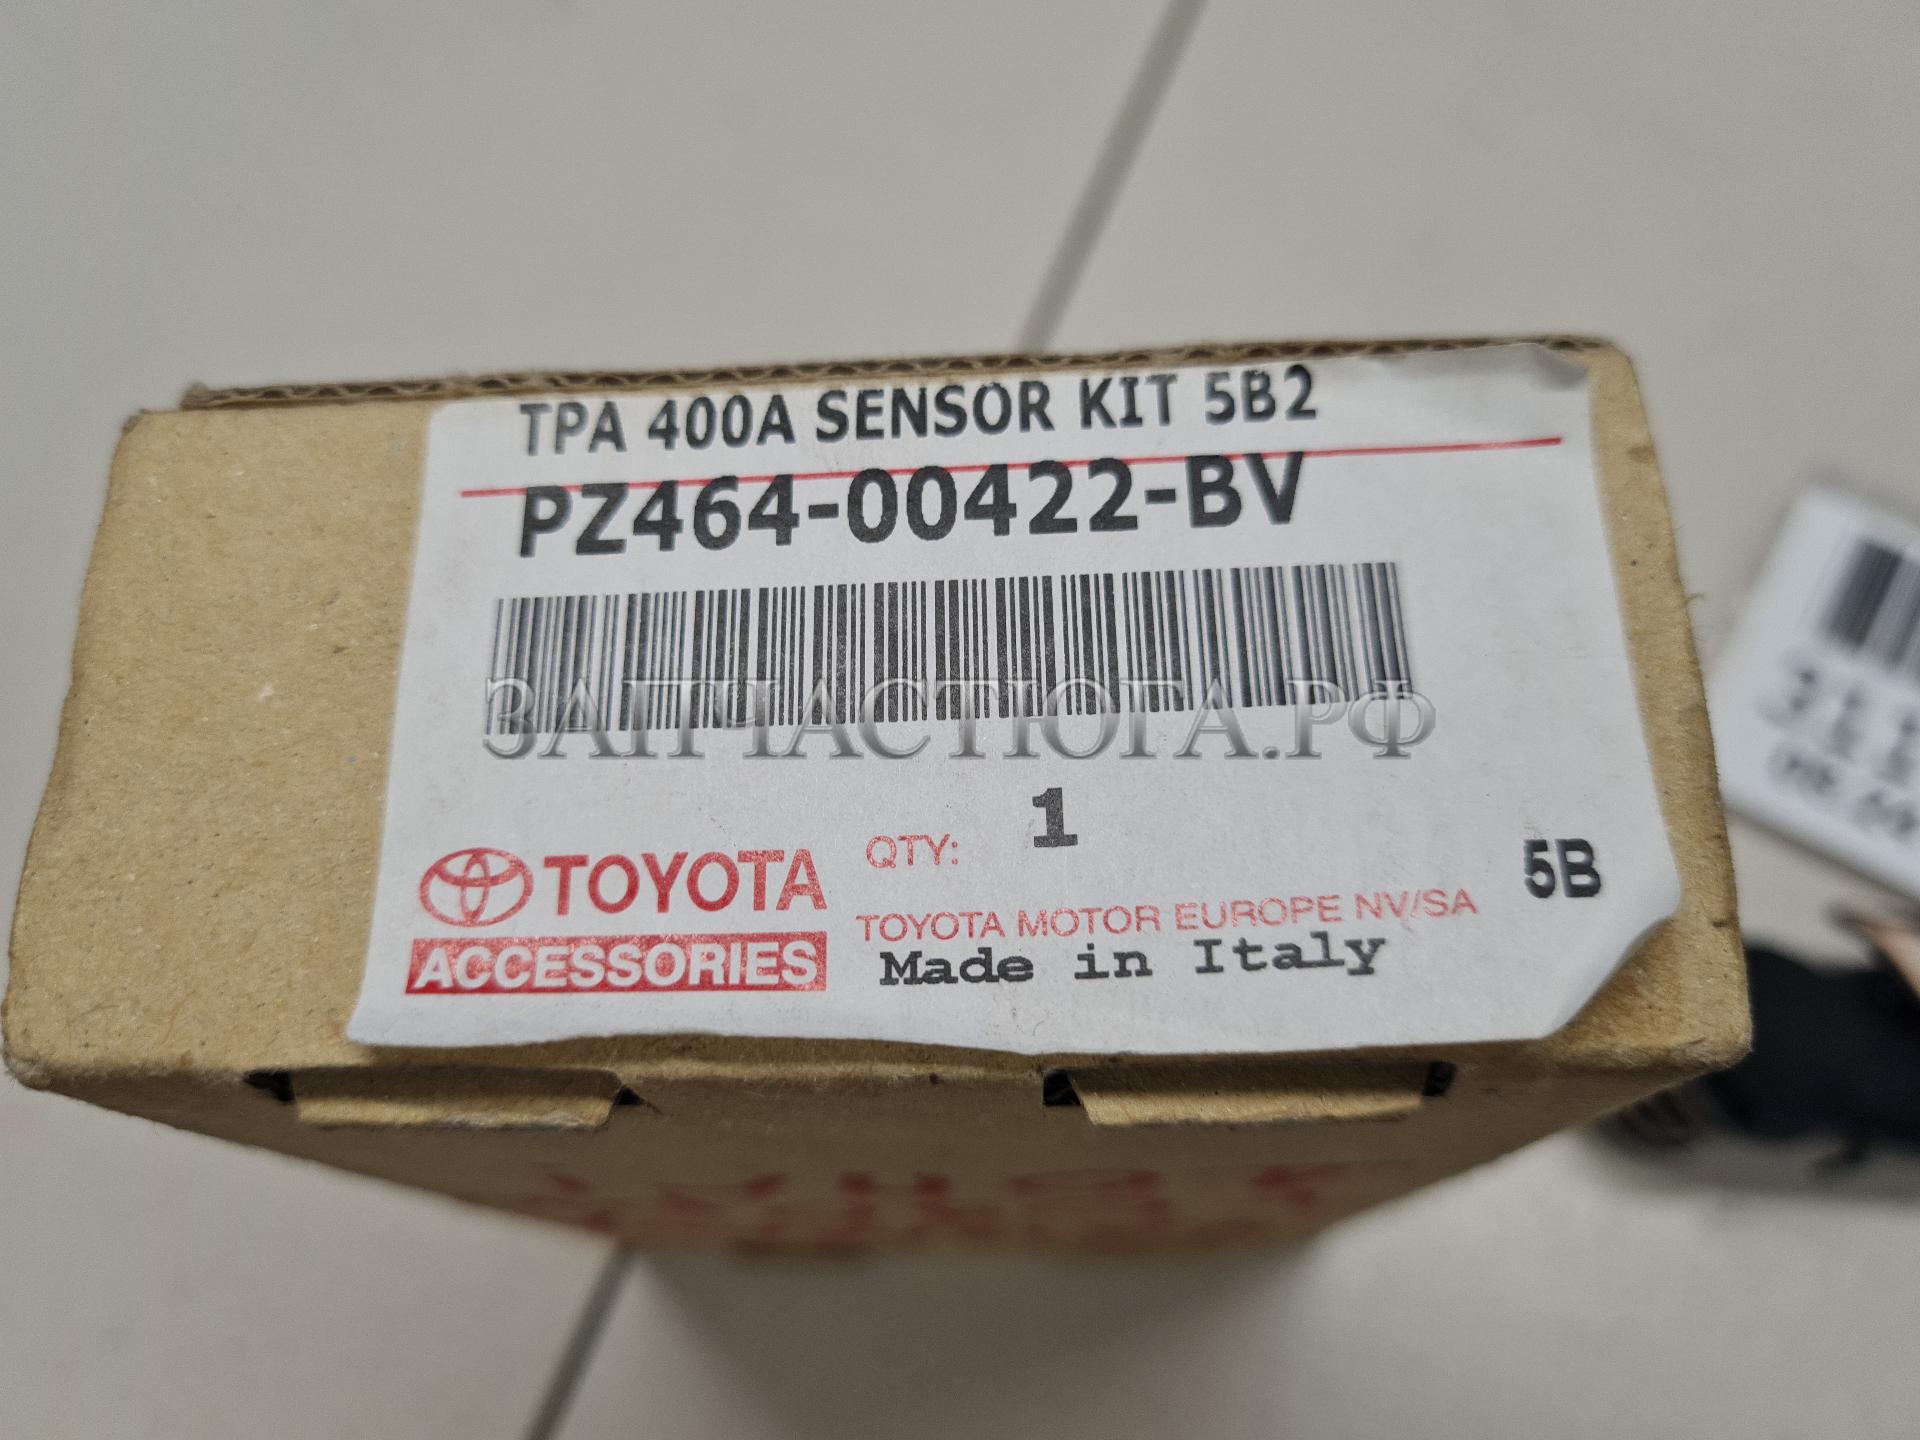 TPA 400A SENSOR KIT 5B2
PZ464-00422-BV
ЗАПЧАСТЮГА.РФ
QTY: 1
TOYOTA
ACCESSORIES
TOYOTA MOTOR EUROPE NV/SA
Made in Italy
5B